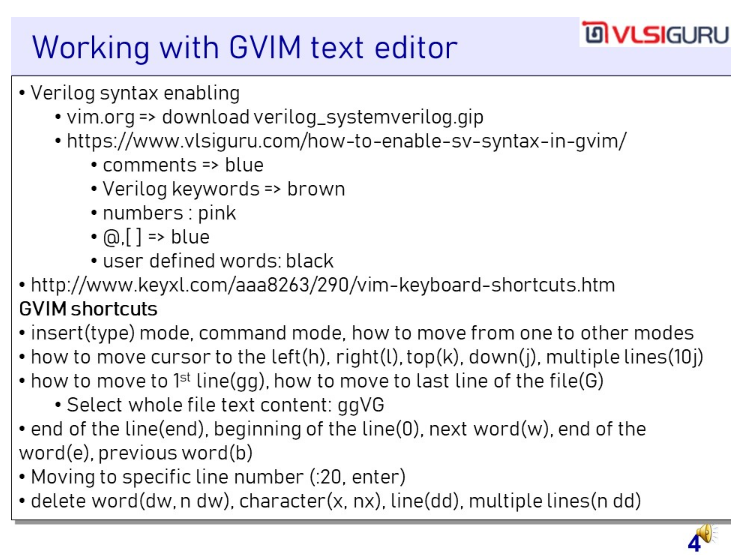 Working with GVIM text editor
VLSIGURU
• Verilog syntax enabling
• vim.org => download verilog_systemverilog.gip
• https://www.vlsiguru.com/how-to-enable-sv-syntax-in-gvim/
• comments => blue
• Verilog keywords => brown
• numbers : pink
• @,[ ] => blue
• user defined words: black
• http://www.keyxl.com/aaa8263/290/vim-keyboard-shortcuts.htm
GVIM shortcuts
• insert(type) mode, command mode, how to move from one to other modes
• how to move cursor to the left(h), right(l), top(k), down(j), multiple lines(10j)
• how to move to 1st line(gg), how to move to last line of the file(G)
• Select whole file text content: ggVG
• end of the line(end), beginning of the line(0), next word(w), end of the
word(e), previous word(b)
• Moving to specific line number (:20, enter)
• delete word(dw, n dw), character(x, nx), line(dd), multiple lines(n dd)
4